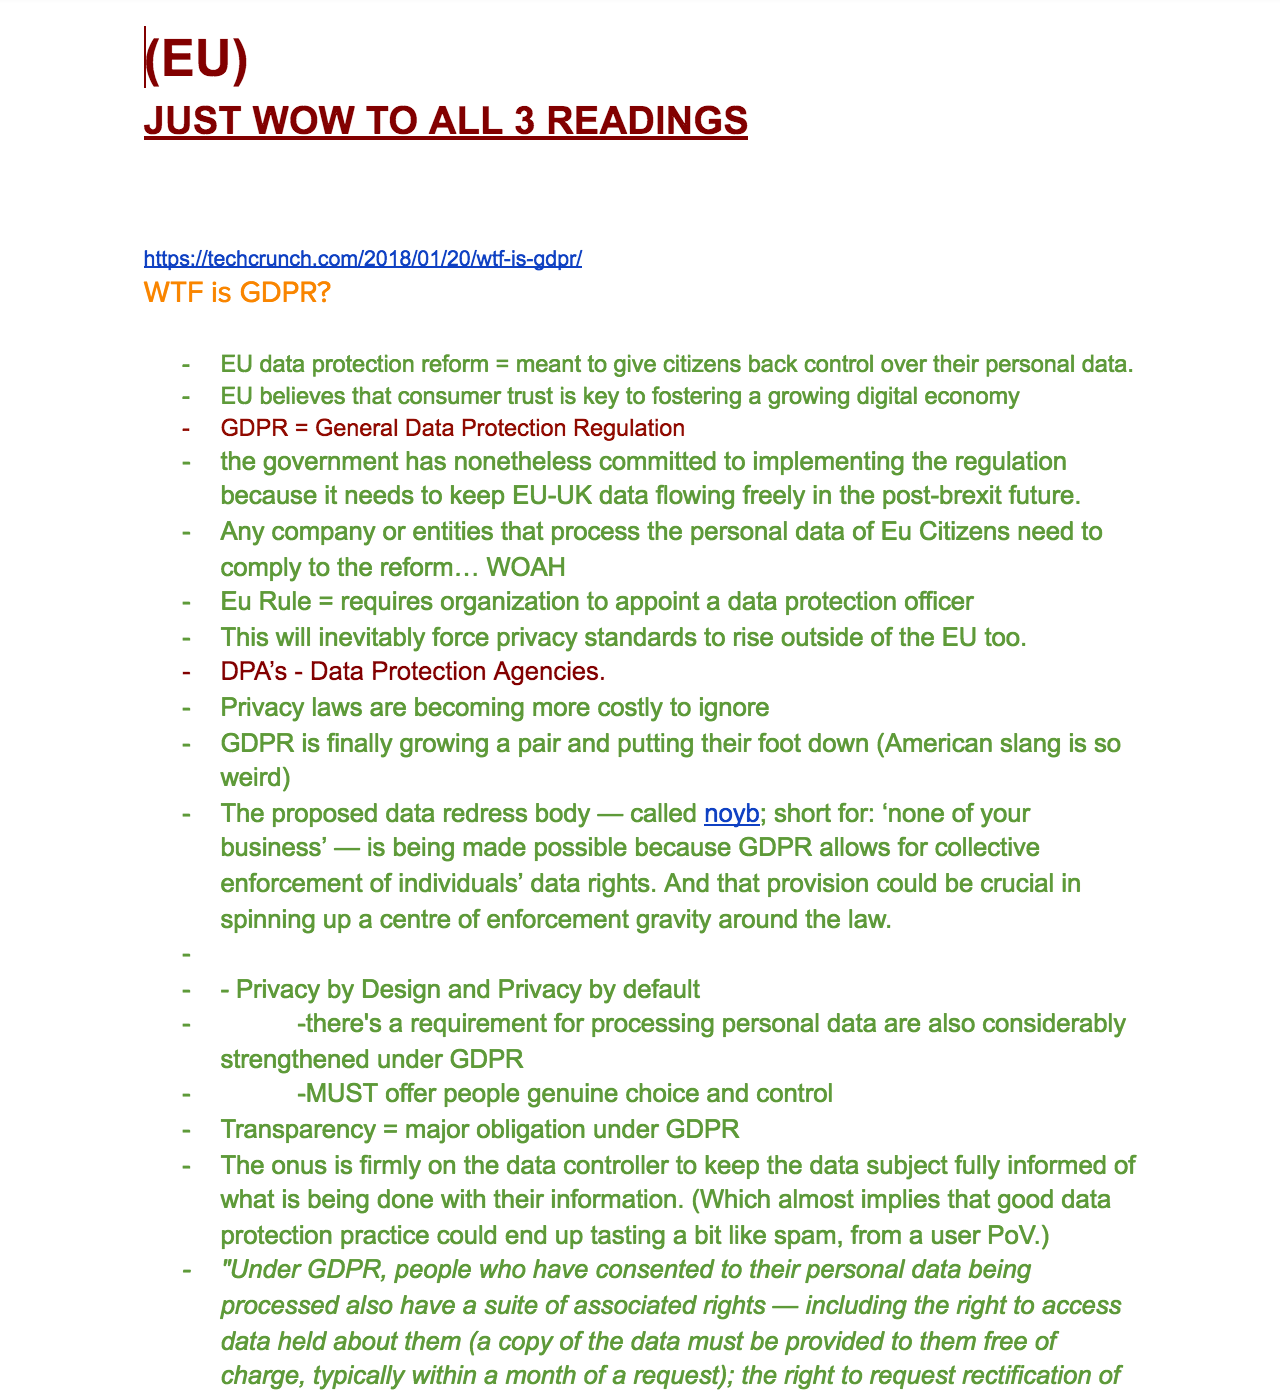 (EU)
JUST WOW TO ALL 3 READINGS
https://techcrunch.com/2018/01/20/wtf-is-gdpr/
WTF is GDPR?
- EU data protection reform = meant to give citizens back control over their personal data.
- EU believes that consumer trust is key to fostering a growing digital economy
- GDPR = General Data Protection Regulation
- the government has nonetheless committed to implementing the regulation
because it needs to keep EU-UK data flowing freely in the post-brexit future.
- Any company or entities that process the personal data of Eu Citizens need to
comply to the reform… WOAH
- Eu Rule = requires organization to appoint a data protection officer
- This will inevitably force privacy standards to rise outside of the EU too.
- DPA’s - Data Protection Agencies.
- Privacy laws are becoming more costly to ignore
- GDPR is finally growing a pair and putting their foot down (American slang is so
weird)
- The proposed data redress body — called noyb; short for: ‘none of your
business’ — is being made possible because GDPR allows for collective
enforcement of individuals’ data rights. And that provision could be crucial in
spinning up a centre of enforcement gravity around the law.
-
- - Privacy by Design and Privacy by default
- -there's a requirement for processing personal data are also considerably
strengthened under GDPR
- -MUST offer people genuine choice and control
- Transparency = major obligation under GDPR
- The onus is firmly on the data controller to keep the data subject fully informed of
what is being done with their information. (Which almost implies that good data
protection practice could end up tasting a bit like spam, from a user PoV.)
- "Under GDPR, people who have consented to their personal data being
processed also have a suite of associated rights — including the right to access
data held about them (a copy of the data must be provided to them free of
charge, typically within a month of a request); the right to request rectification of